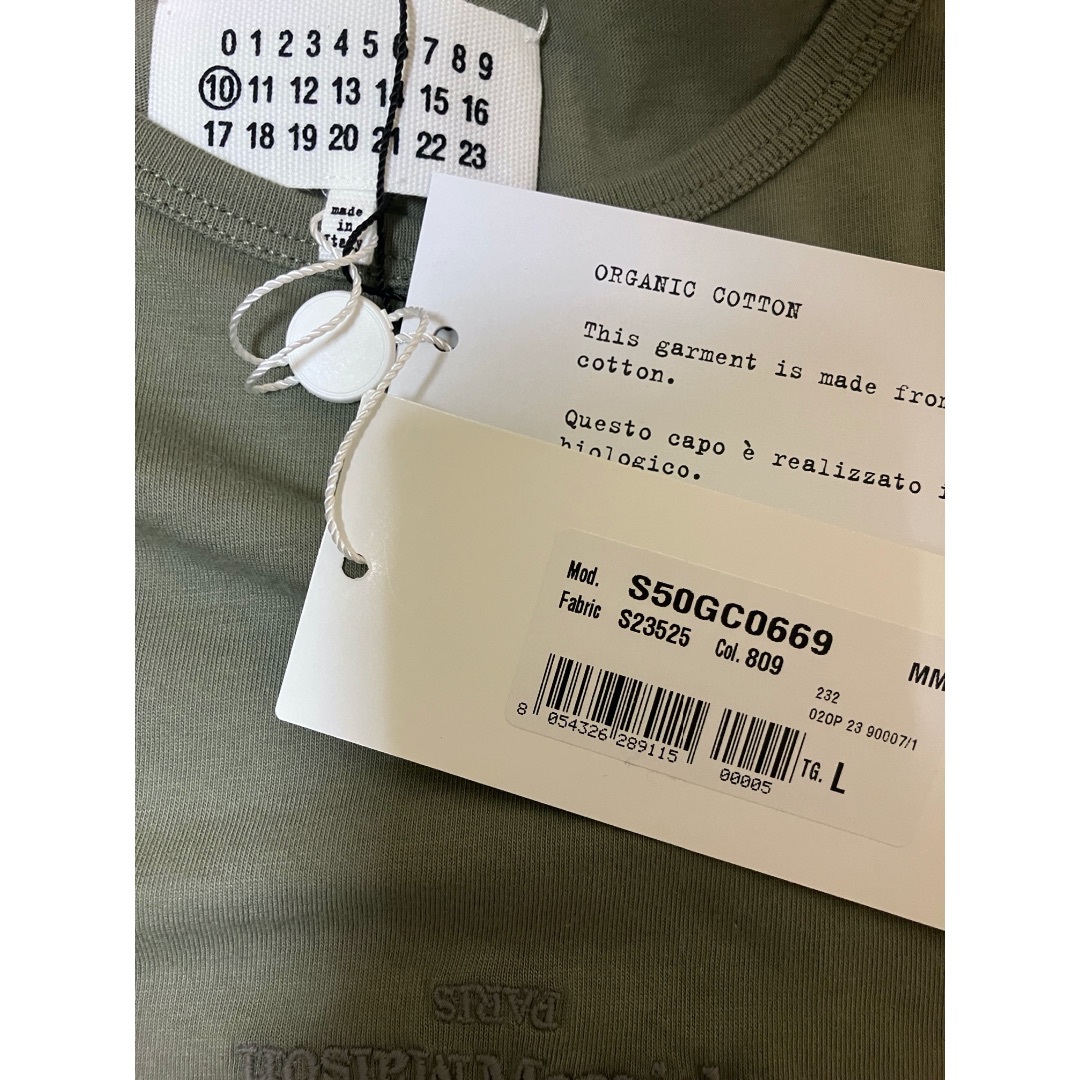 0 1 2 3 4 5 6 7 8 9
10 11 12 13 14 15 16
17 18 19 20 21 22 23
made
in
Italy
ORGANIC COTTON
This garment is made from
cotton.
Questo capo è realizzato
biologico.
Mod. S50GC0669
Fabric S23525 Col. 809
MM
232
020P 23 90007/1
8 054326 289115 00005 TG. L
PARIS
Maison